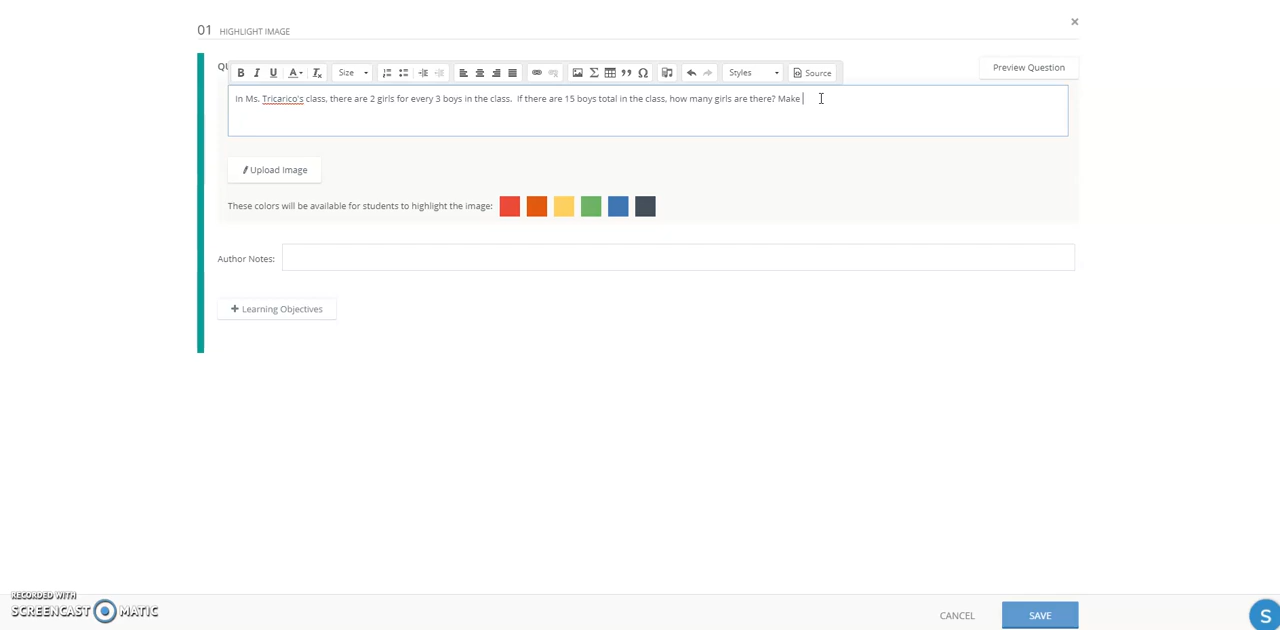 01 HIGHLIGHT IMAGE ×
QU
B I U A Size Styles Source Preview Question
In Ms. Tricarico's class, there are 2 girls for every 3 boys in the class.  If there are 15 boys total in the class, how many girls are there? Make
Upload Image
These colors will be available for students to highlight the image:
Author Notes:
+ Learning Objectives
RECORDED WITH
SCREENCAST MATIC
CANCEL SAVE S